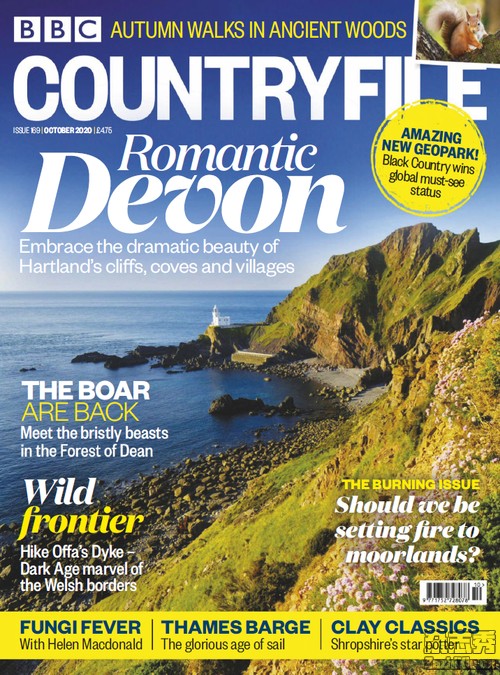 BBC AUTUMN WALKS IN ANCIENT WOODS
COUNTRYFILE
ISSUE 169 | OCTOBER 2020 | £4.75
AMAZING
NEW GEOPARK!
Black Country wins
global must-see
status
Romantic
Devon
Embrace the dramatic beauty of
Hartland's cliffs, coves and villages
THE BOAR
ARE BACK
Meet the bristly beasts
in the Forest of Dean
Wild
frontier
Hike Offa's Dyke –
Dark Age marvel of
the Welsh borders
THE BURNING ISSUE
Should we be
setting fire to
moorlands?
FUNGI FEVER
With Helen Macdonald
THAMES BARGE
The glorious age of sail
CLAY CLASSICS
Shropshire's star potter